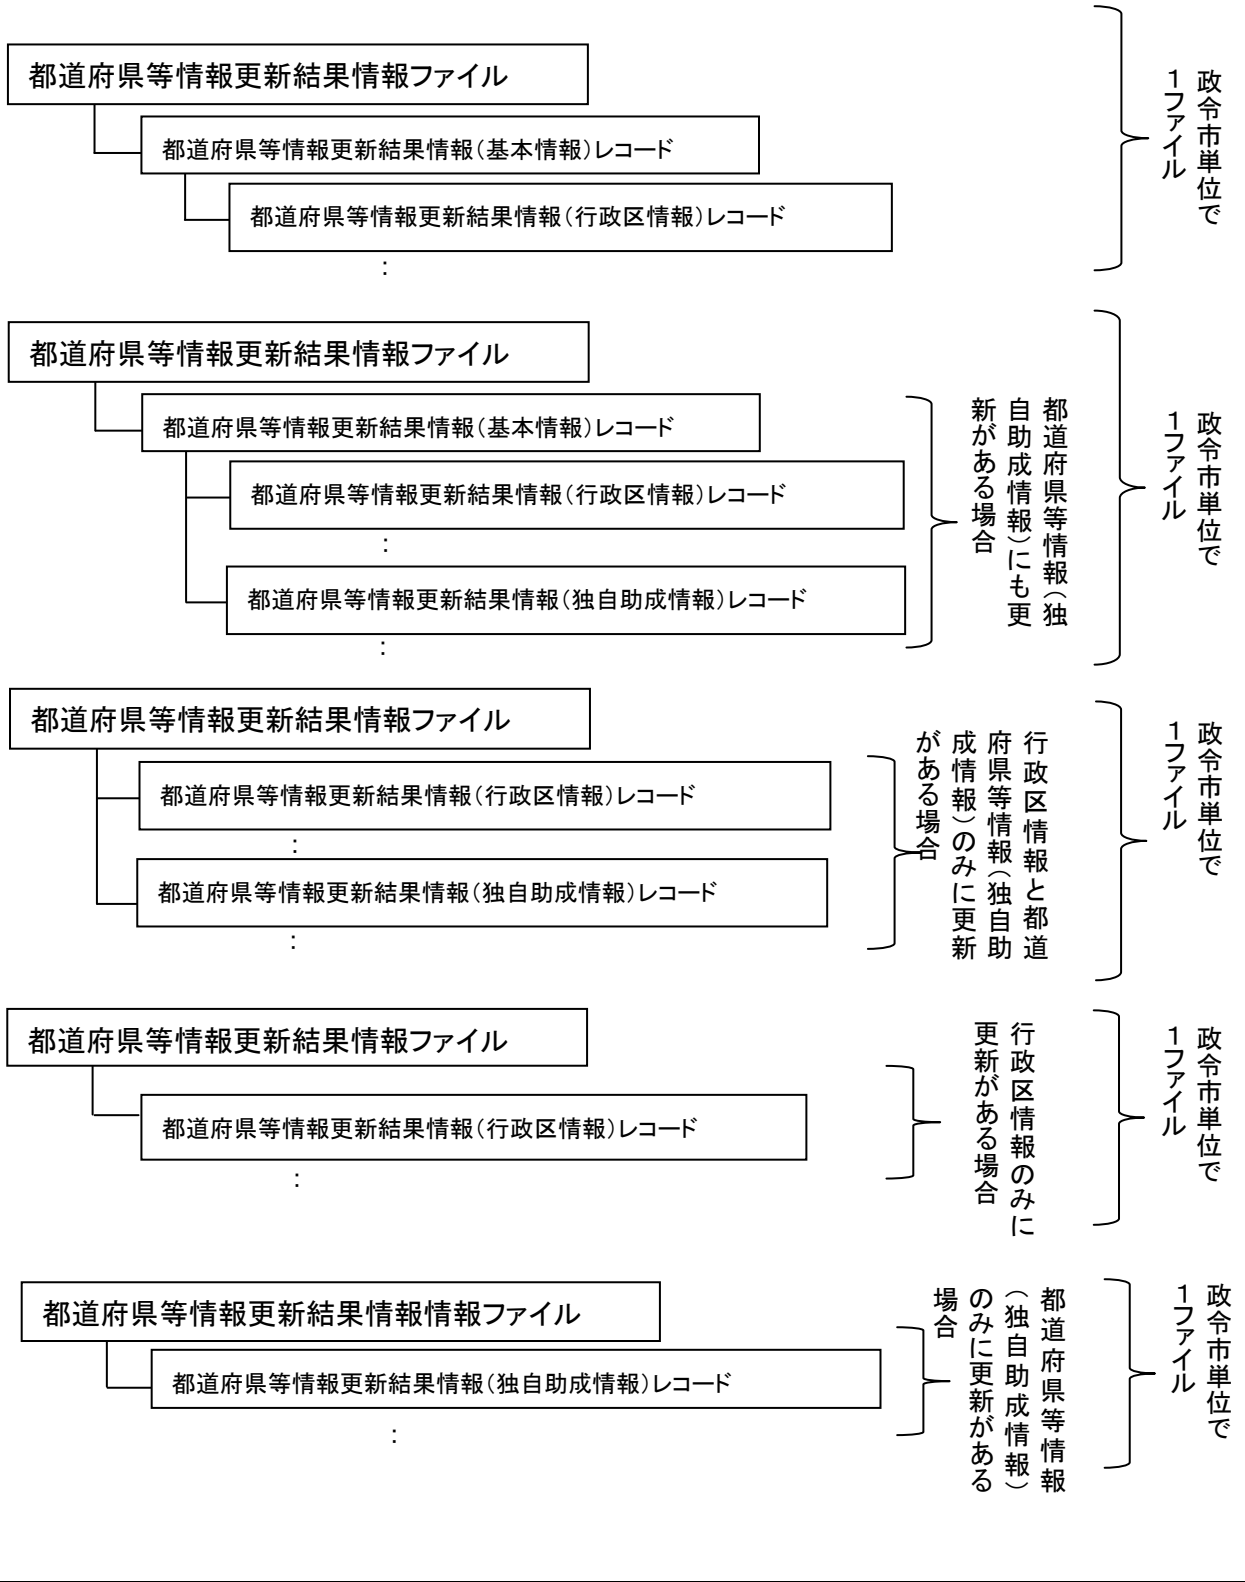 都道府県等情報更新結果情報ファイル
都道府県等情報更新結果情報（基本情報）レコード
都道府県等情報更新結果情報（行政区情報）レコード
：
政令市単位で
１ファイル
都道府県等情報更新結果情報ファイル
都道府県等情報更新結果情報（基本情報）レコード
都道府県等情報更新結果情報（行政区情報）レコード
：
都道府県等情報更新結果情報（独自助成情報）レコード
：
都道府県等情報（独
自助成情報）にも更
新がある場合
政令市単位で
１ファイル
都道府県等情報更新結果情報ファイル
都道府県等情報更新結果情報（行政区情報）レコード
：
都道府県等情報更新結果情報（独自助成情報）レコード
：
行政区情報と都道
府県等情報（独自助
成情報）のみに更新
がある場合
政令市単位で
１ファイル
都道府県等情報更新結果情報ファイル
都道府県等情報更新結果情報（行政区情報）レコード
：
行政区情報のみに
更新がある場合
政令市単位で
１ファイル
都道府県等情報更新結果情報情報ファイル
都道府県等情報更新結果情報（独自助成情報）レコード
：
都道府県等情報
（独自助成情報）
のみに更新がある
場合
政令市単位で
１ファイル